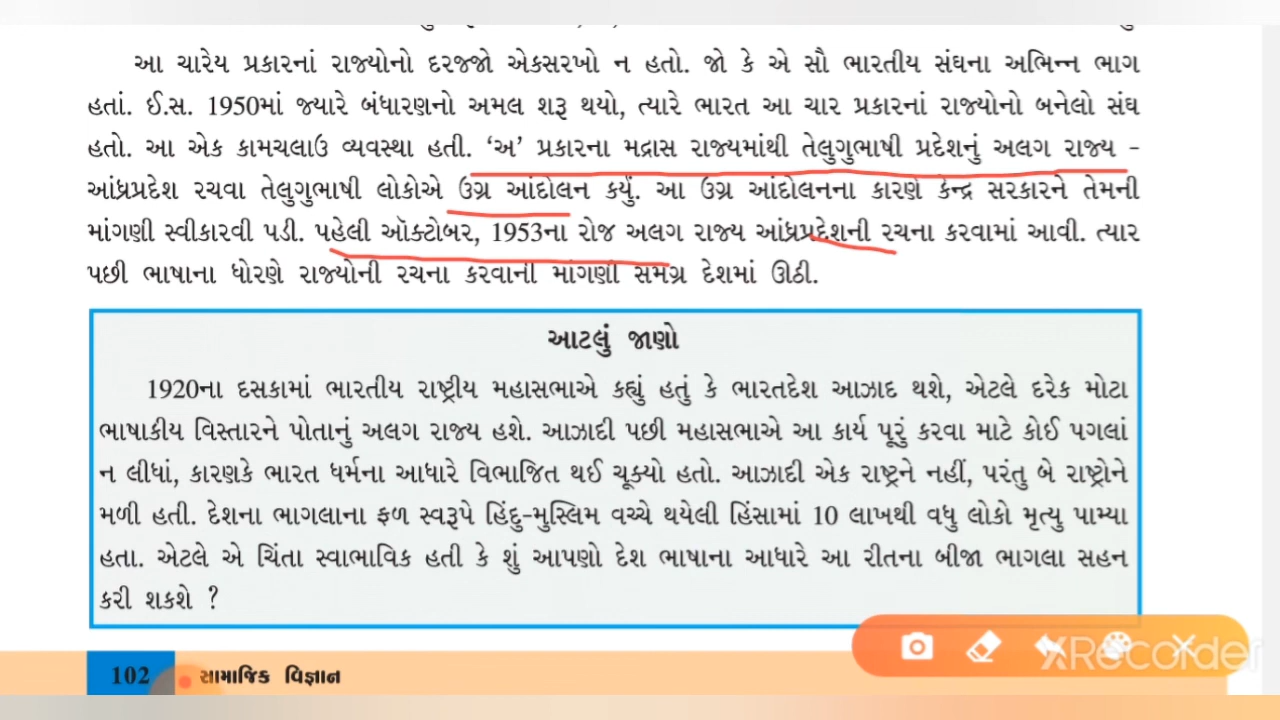 આ ચારેય પ્રકારનાં રાજ્યોનો દરજ્જો એકસરખો ન હતો. જો કે એ સૌ ભારતીય સંઘના અભિન્ન ભાગ
હતાં. ઈ.સ. 1950માં જ્યારે બંધારણનો અમલ શરૂ થયો, ત્યારે ભારત આ ચાર પ્રકારનાં રાજ્યોનો બનેલો સંઘ
હતો. આ એક કામચલાઉ વ્યવસ્થા હતી. ‘અ’ પ્રકારના મદ્રાસ રાજ્યમાંથી તેલુગુભાષી પ્રદેશનું અલગ રાજ્ય -
આંધ્રપ્રદેશ રચવા તેલુગુભાષી લોકોએ ઉગ્ર આંદોલન કર્યું. આ ઉગ્ર આંદોલનના કારણે કેન્દ્ર સરકારને તેમની
માંગણી સ્વીકારવી પડી. પહેલી ઑક્ટોબર, 1953ના રોજ અલગ રાજ્ય આંધ્રપ્રદેશની રચના કરવામાં આવી. ત્યાર
પછી ભાષાના ધોરણે રાજ્યોની રચના કરવાની માંગણી સમગ્ર દેશમાં ઊઠી.
આટલું જાણો
1920ના દસકામાં ભારતીય રાષ્ટ્રીય મહાસભાએ કહ્યું હતું કે ભારતદેશ આઝાદ થશે, એટલે દરેક મોટા
ભાષાકીય વિસ્તારને પોતાનું અલગ રાજ્ય હશે. આઝાદી પછી મહાસભાએ આ કાર્ય પૂરું કરવા માટે કોઈ પગલાં
ન લીધાં, કારણકે ભારત ધર્મના આધારે વિભાજિત થઈ ચૂક્યો હતો. આઝાદી એક રાષ્ટ્રને નહીં, પરંતુ બે રાષ્ટ્રોને
મળી હતી. દેશના ભાગલાના ફળ સ્વરૂપે હિંદુ-મુસ્લિમ વચ્ચે થયેલી હિંસામાં 10 લાખથી વધુ લોકો મૃત્યુ પામ્યા
હતા. એટલે એ ચિંતા સ્વાભાવિક હતી કે શું આપણો દેશ ભાષાના આધારે આ રીતના બીજા ભાગલા સહન
કરી શકશે ?
XRecorder
102 સામાજિક વિજ્ઞાન